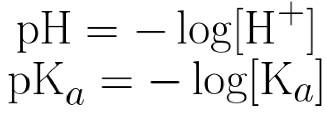 pH = − log[H⁺]
pKₐ = − log[Kₐ]